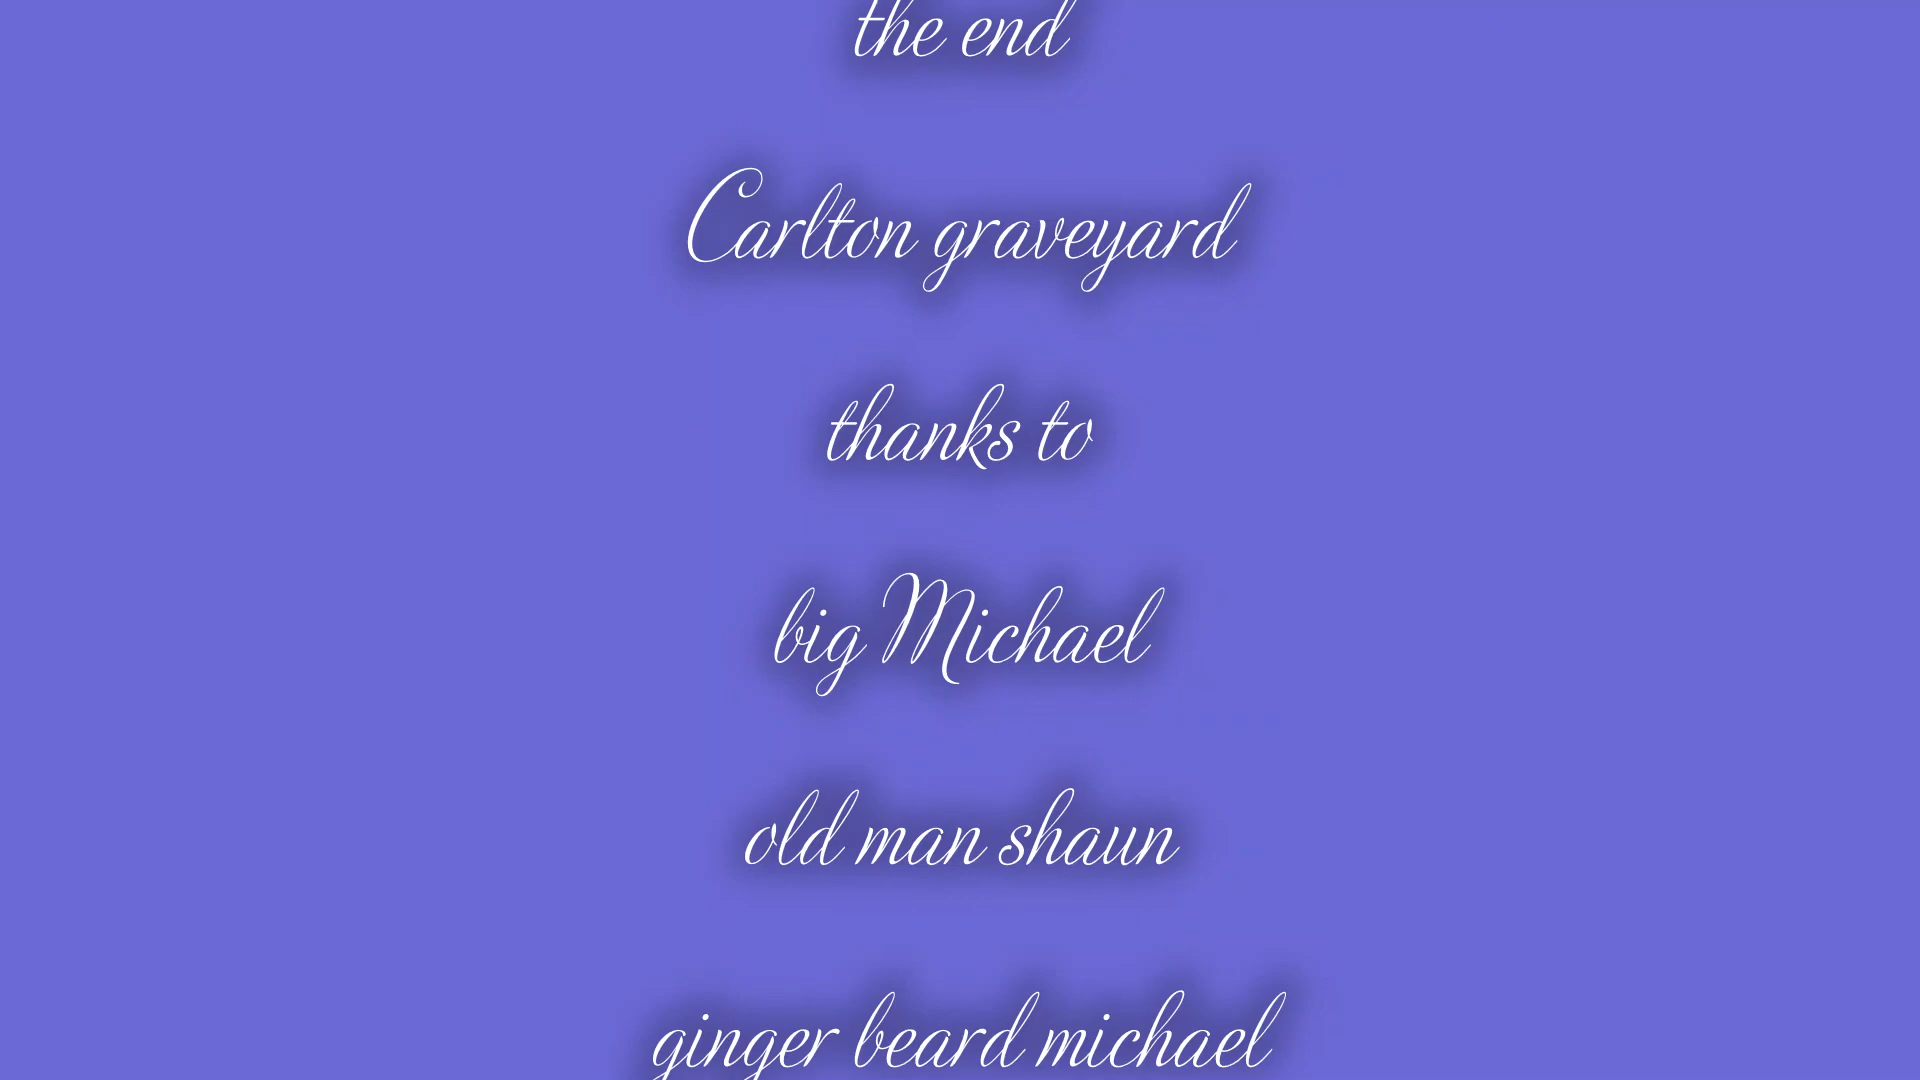 the end
Carlton graveyard
thanks to
big Michael
old man shaun
ginger beard michael